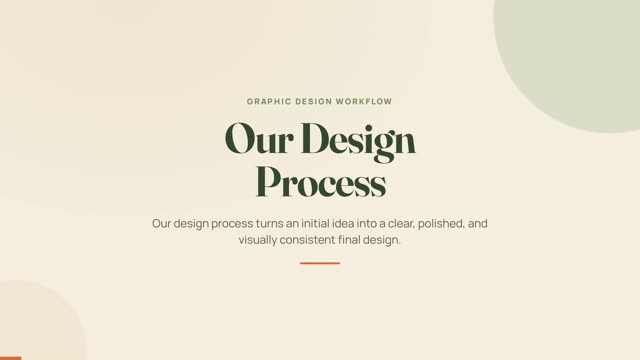 GRAPHIC DESIGN WORKFLOW
Our Design
Process
Our design process turns an initial idea into a clear, polished, and
visually consistent final design.